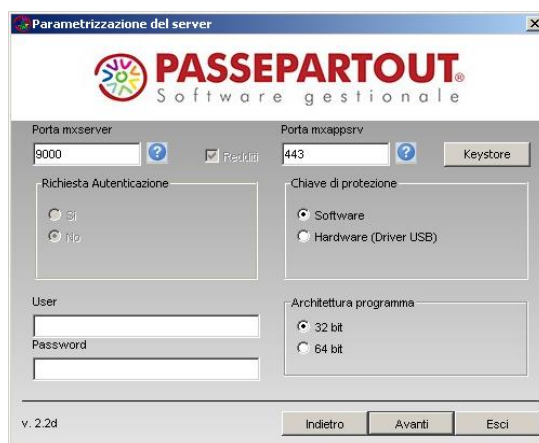 Parametrizzazione del server
PASSEPARTOUT®
Software gestionale
Porta mxserver
Porta mxappsrv
9000
? Redditi
443
?
Keystore
Richiesta Autenticazione
Si
No
Chiave di protezione
Software
Hardware (Driver USB)
User
Password
Architettura programma
32 bit
64 bit
v. 2.2d
Indietro
Avanti
Esci